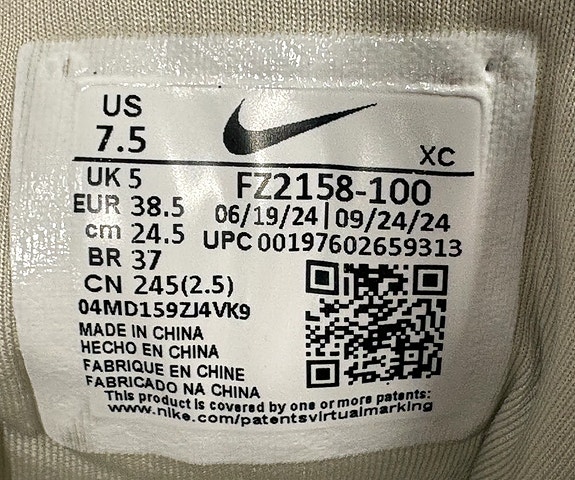 US
7.5
XC
UK 5
FZ2158-100
EUR 38.5
06/19/24 | 09/24/24
cm 24.5
UPC 00197602659313
BR 37
CN 245(2.5)
04MD159ZJ4VK9
MADE IN CHINA
HECHO EN CHINA
FABRIQUE EN CHINE
FABRICADO NA CHINA
This product is covered by one or more patents:
www.nike.com/patentsvirtualmarking